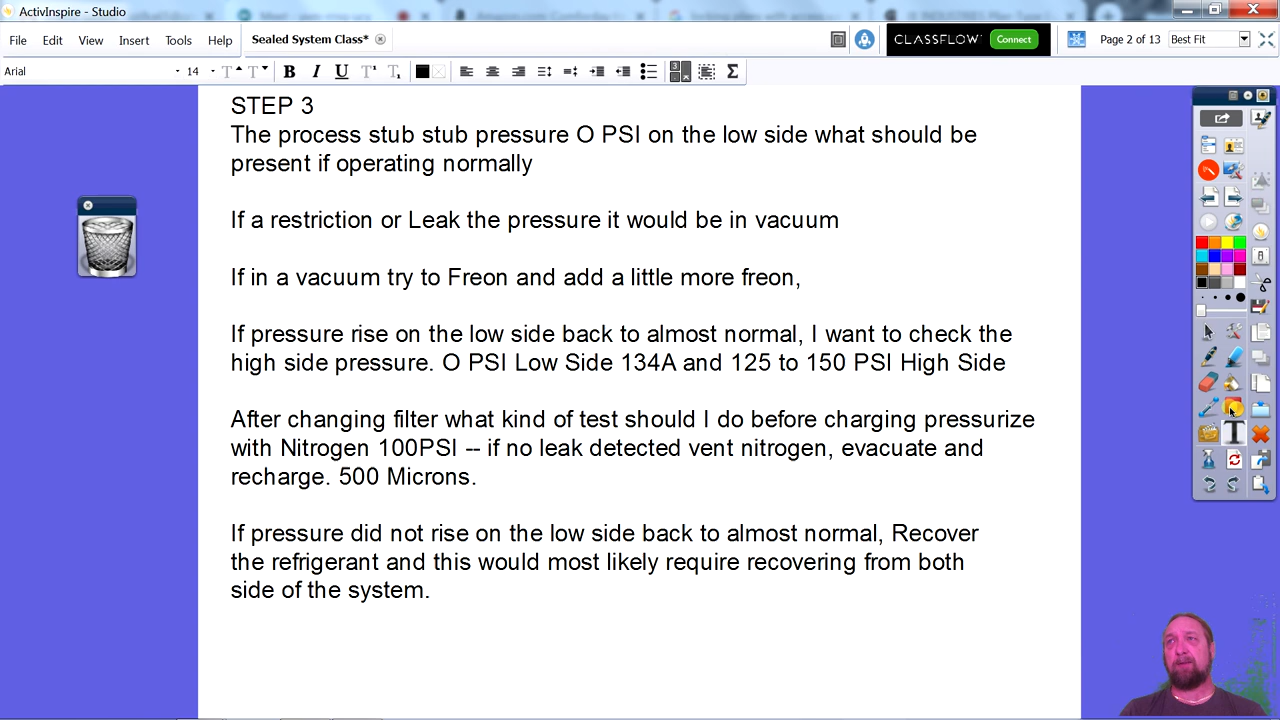 ActivInspire - Studio
File Edit View Insert Tools Help Sealed System Class* CLASSFLOW Connect Page 2 of 13 Best Fit
Arial 14 B I U
STEP 3
The process stub stub pressure O PSI on the low side what should be
present if operating normally
If a restriction or Leak the pressure it would be in vacuum
If in a vacuum try to Freon and add a little more freon,
If pressure rise on the low side back to almost normal, I want to check the
high side pressure. O PSI Low Side 134A and 125 to 150 PSI High Side
After changing filter what kind of test should I do before charging pressurize
with Nitrogen 100PSI -- if no leak detected vent nitrogen, evacuate and
recharge. 500 Microns.
If pressure did not rise on the low side back to almost normal, Recover
the refrigerant and this would most likely require recovering from both
side of the system.